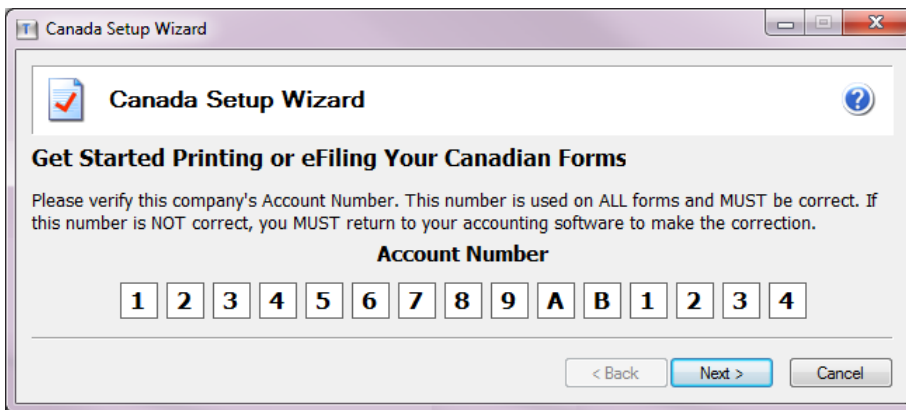 Canada Setup Wizard
Canada Setup Wizard
Get Started Printing or eFiling Your Canadian Forms
Please verify this company's Account Number. This number is used on ALL forms and MUST be correct. If
this number is NOT correct, you MUST return to your accounting software to make the correction.
Account Number
1 2 3 4 5 6 7 8 9 A B 1 2 3 4
< Back Next > Cancel